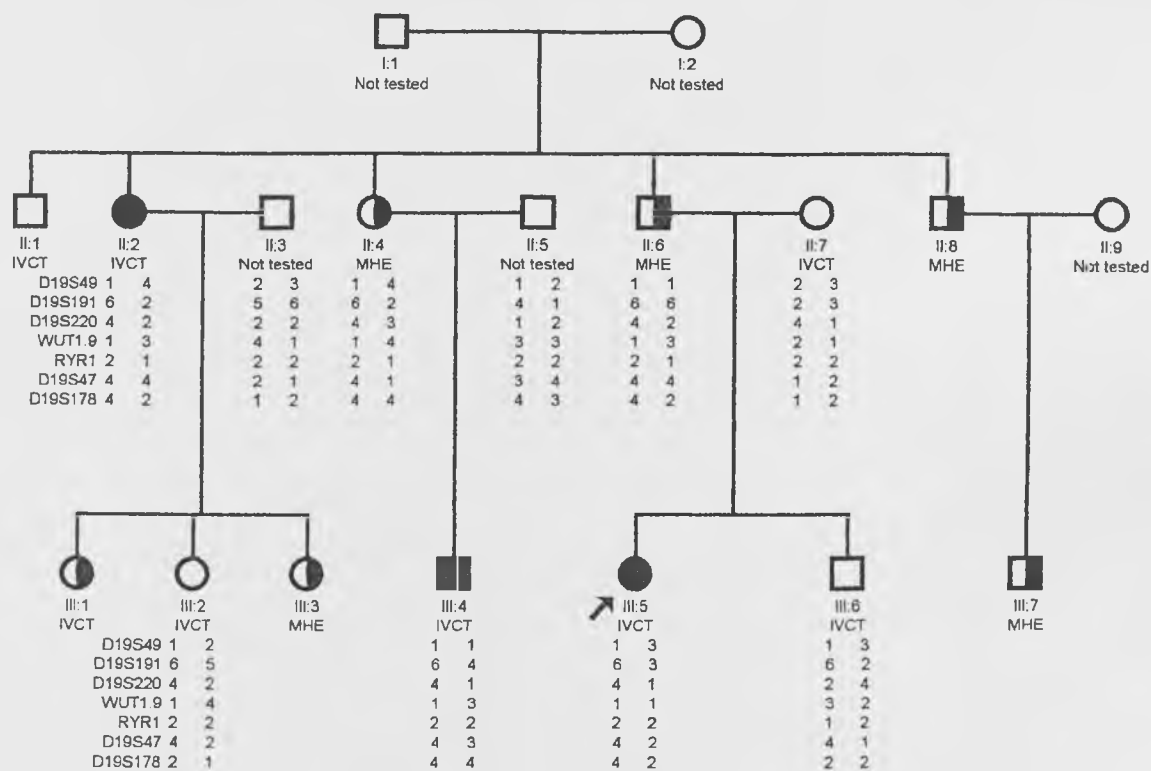 I:1 I:2
Not tested Not tested
II:1 II:2 II:3 II:4 II:5 II:6 II:7 II:8 II:9
IVCT IVCT Not tested MHE Not tested MHE IVCT MHE Not tested
D19S49 1 4 2 3 1 4 1 2 1 1 2 3
D19S191 6 2 5 6 6 2 4 1 6 6 2 3
D19S220 4 2 2 2 4 3 1 2 4 2 4 1
WUT1.9 1 3 4 1 1 4 3 3 1 3 2 1
RYR1 2 1 2 2 2 1 2 2 2 1 2 2
D19S47 4 4 2 1 4 1 3 4 4 4 1 2
D19S178 4 2 1 2 4 4 4 3 4 2 1 2
III:1 III:2 III:3 III:4 III:5 III:6 III:7
IVCT IVCT MHE IVCT IVCT IVCT MHE
D19S49 1 2 1 1 1 3 1 3
D19S191 6 5 6 4 6 3 6 2
D19S220 4 2 4 1 4 1 2 4
WUT1.9 1 4 1 3 1 1 3 2
RYR1 2 2 2 2 2 2 1 2
D19S47 4 2 4 3 4 2 4 1
D19S178 2 1 4 4 4 2 2 2